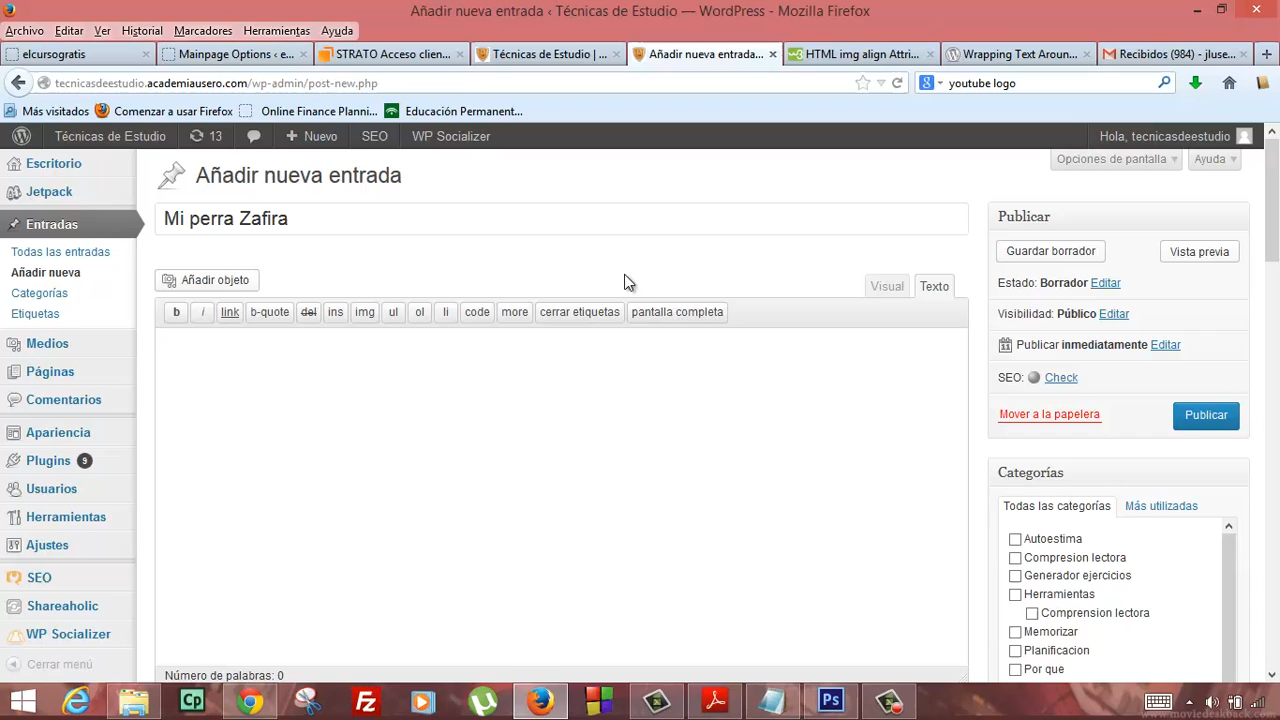 Añadir nueva entrada ‹ Técnicas de Estudio — WordPress - Mozilla Firefox
Archivo Editar Ver Historial Marcadores Herramientas Ayuda
elcursogratis
Mainpage Options ‹ e...
STRATO Acceso clien...
Técnicas de Estudio | ...
Añadir nueva entrada...
HTML img align Attri...
Wrapping Text Aroun...
Recibidos (984) - jluse...
tecnicasdeestudio.academiausero.com/wp-admin/post-new.php
youtube logo
Más visitados
Comenzar a usar Firefox
Online Finance Planni...
Educación Permanent...
Técnicas de Estudio 13 Nuevo SEO WP Socializer
Hola, tecnicasdeestudio
Opciones de pantalla Ayuda
Escritorio
Jetpack
Entradas
Todas las entradas
Añadir nueva
Categorías
Etiquetas
Medios
Páginas
Comentarios
Apariencia
Plugins 9
Usuarios
Herramientas
Ajustes
SEO
Shareaholic
WP Socializer
Cerrar menú
Añadir nueva entrada
Mi perra Zafira
Añadir objeto
Visual Texto
b i link b-quote del ins img ul ol li code more cerrar etiquetas pantalla completa
Número de palabras: 0
Publicar
Guardar borrador Vista previa
Estado: Borrador Editar
Visibilidad: Público Editar
11 Publicar inmediatamente Editar
SEO: Check
Mover a la papelera Publicar
Categorías
Todas las categorías Más utilizadas
Autoestima
Compresion lectora
Generador ejercicios
Herramientas
Comprension lectora
Memorizar
Planificacion
Por que
Cp
Fz
Ps
www.moviedeskback.com